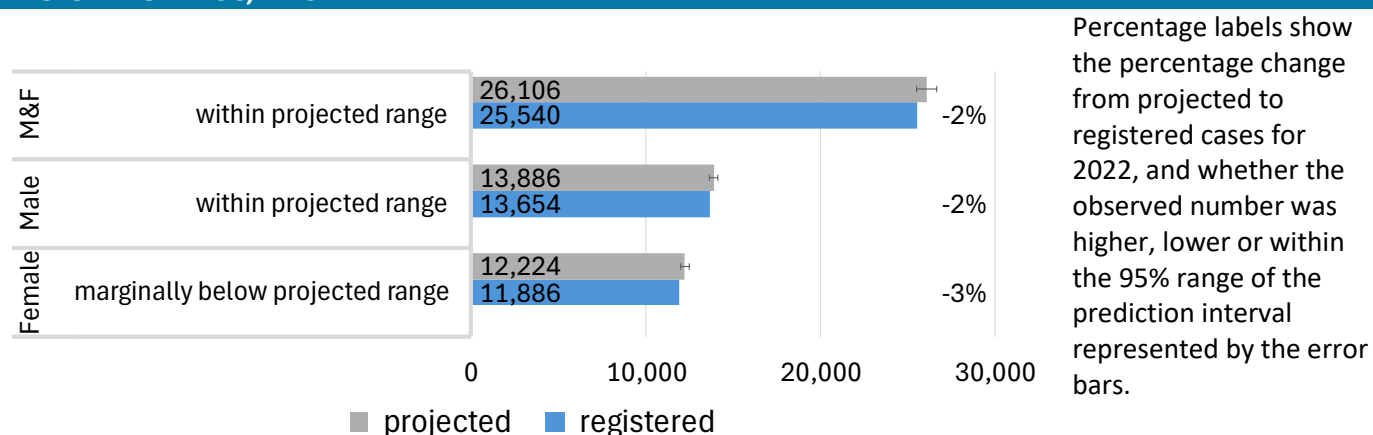 Percentage labels show
the percentage change
from projected to
registered cases for
2022, and whether the
observed number was
higher, lower or within
the 95% range of the
prediction interval
represented by the error
bars.
M&F
within projected range
26,106
25,540
-2%
Male
within projected range
13,886
13,654
-2%
Female
marginally below projected range
12,224
11,886
-3%
0 10,000 20,000 30,000
projected registered